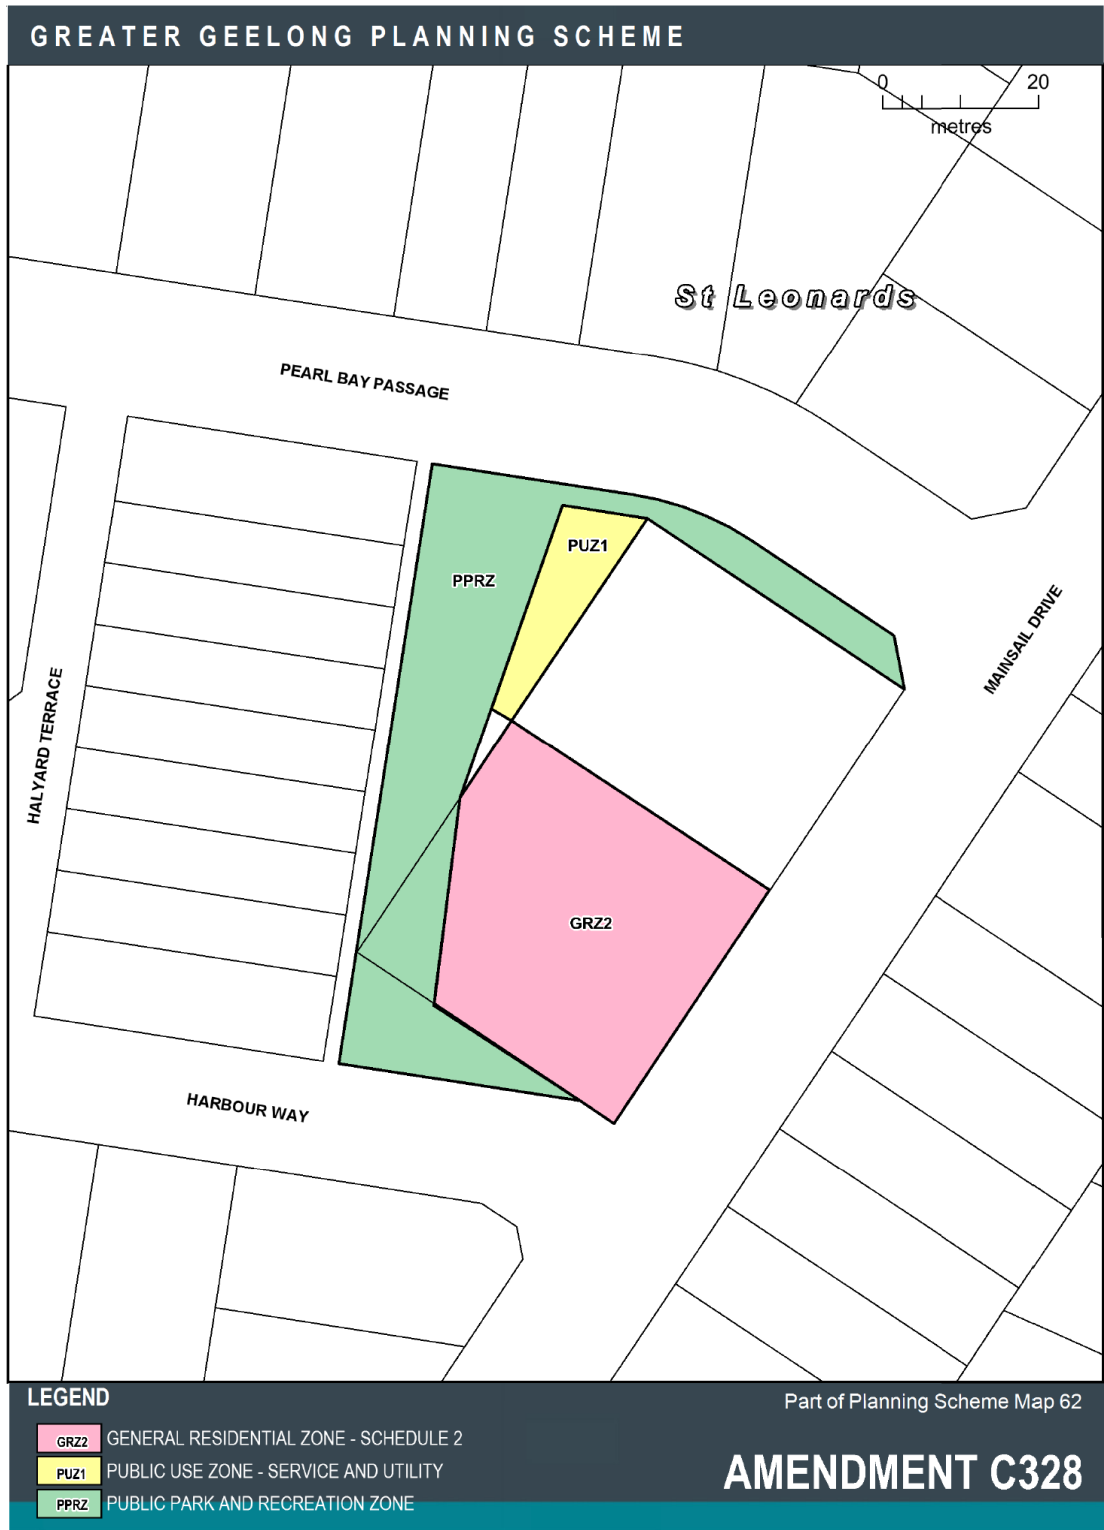 GREATER GEELONG PLANNING SCHEME
0 20
metres
St Leonards
PEARL BAY PASSAGE
PUZ1
PPRZ
MAINSAIL DRIVE
HALYARD TERRACE
GRZ2
HARBOUR WAY
LEGEND
Part of Planning Scheme Map 62
GRZ2 GENERAL RESIDENTIAL ZONE - SCHEDULE 2
PUZ1 PUBLIC USE ZONE - SERVICE AND UTILITY
AMENDMENT C328
PPRZ PUBLIC PARK AND RECREATION ZONE